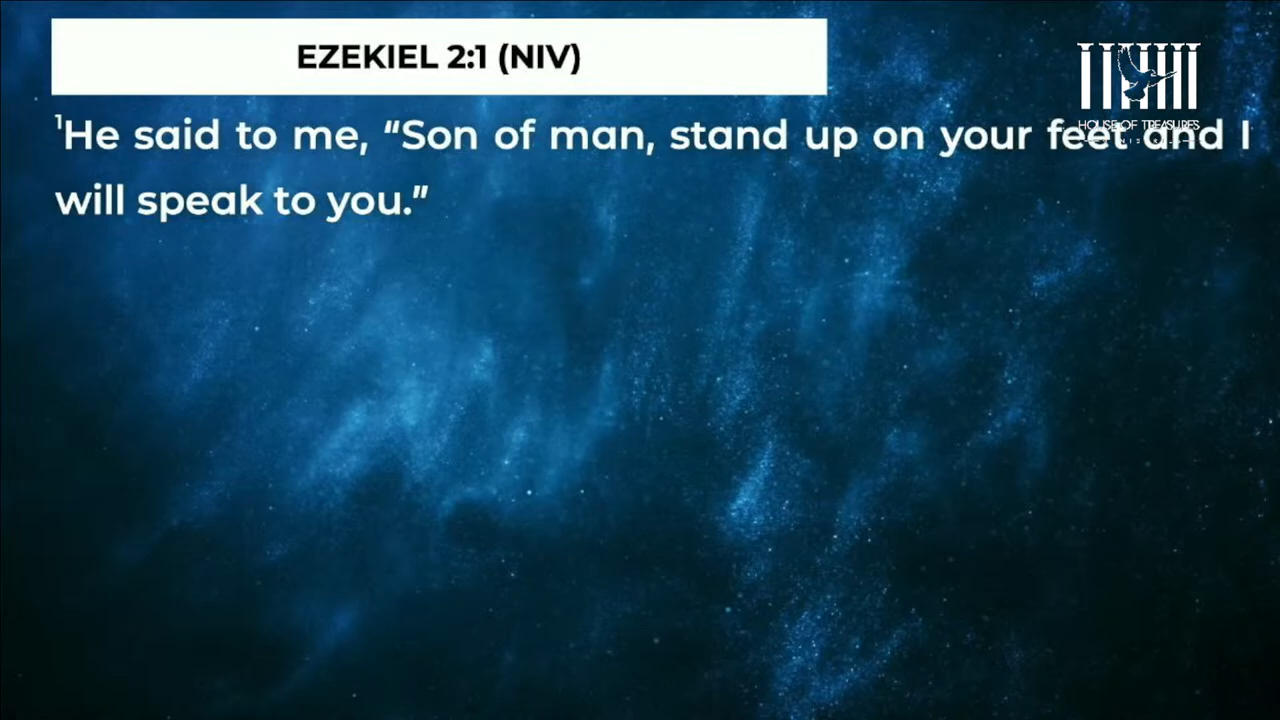 EZEKIEL 2:1 (NIV)
HOUSE OF TREASURES
¹He said to me, “Son of man, stand up on your feet and I
will speak to you.”